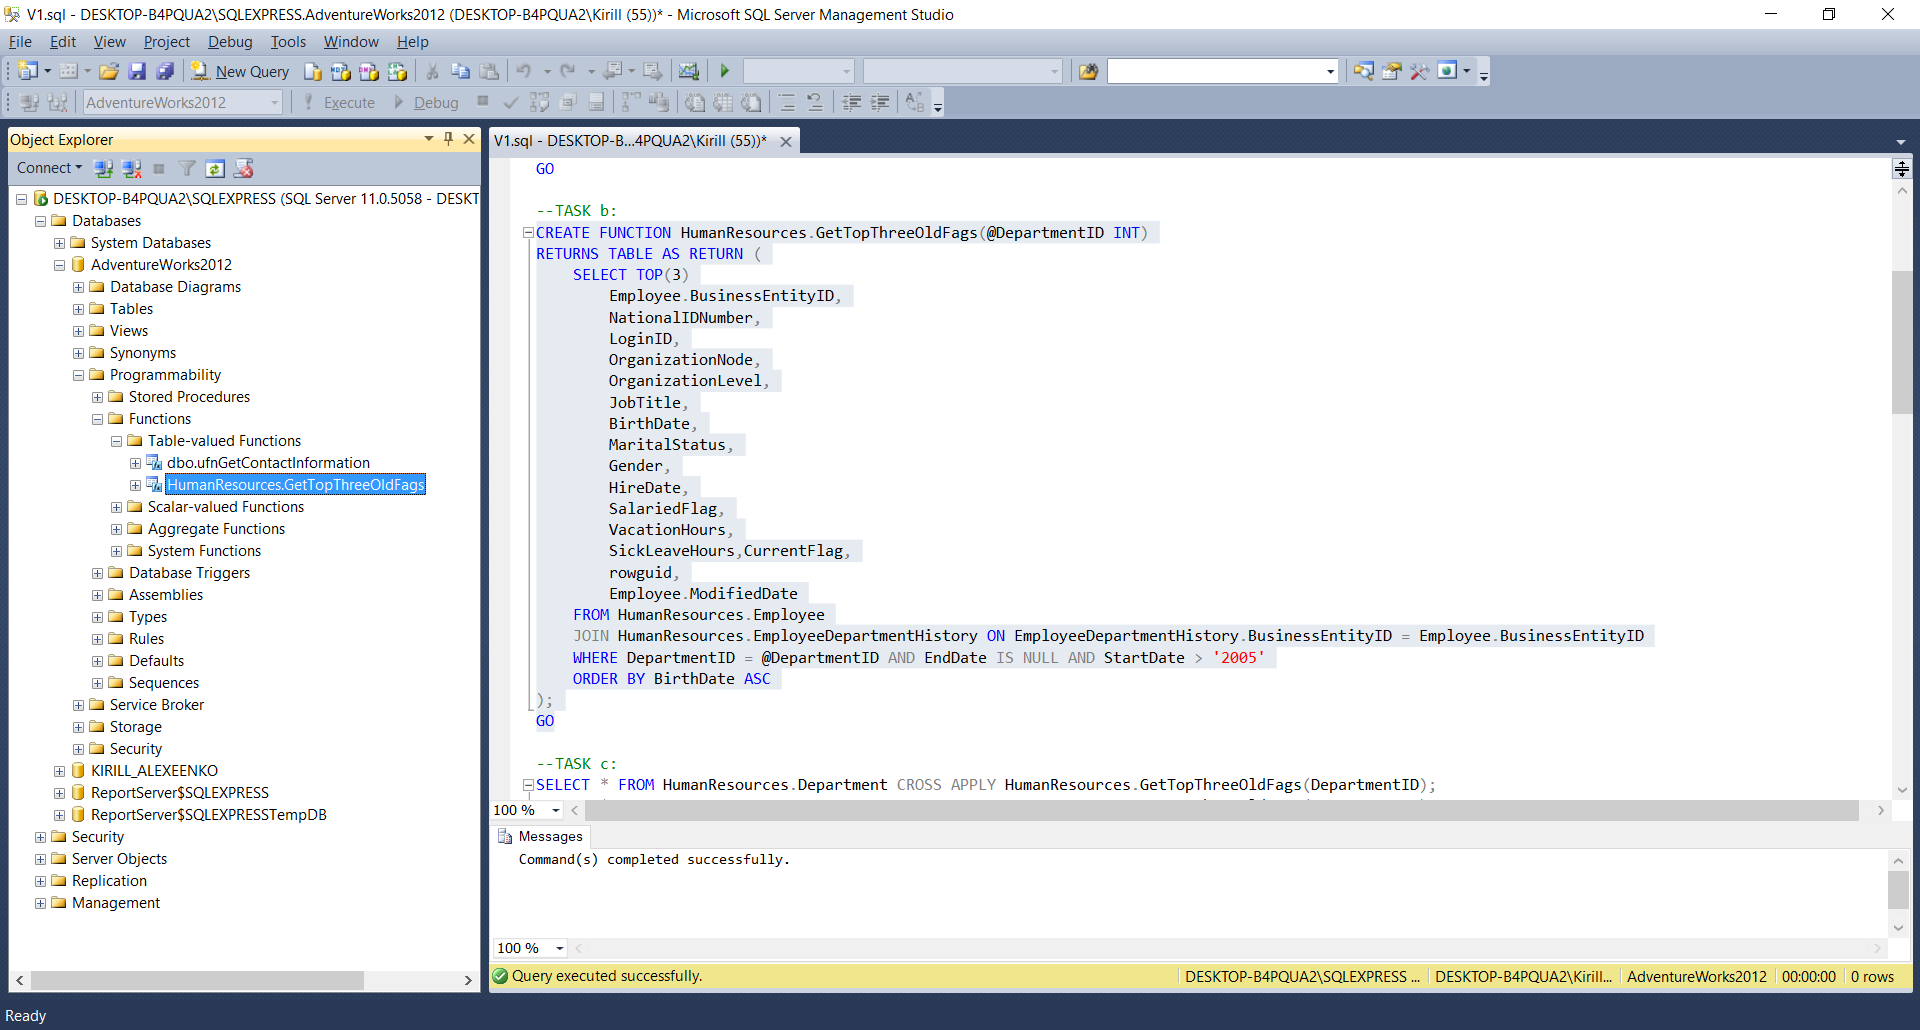 V1.sql - DESKTOP-B4PQUA2\SQLEXPRESS.AdventureWorks2012 (DESKTOP-B4PQUA2\Kirill (55))* - Microsoft SQL Server Management Studio
File Edit View Project Debug Tools Window Help
New Query
AdventureWorks2012 Execute Debug
Object Explorer
Connect
DESKTOP-B4PQUA2\SQLEXPRESS (SQL Server 11.0.5058 - DESKT
Databases
System Databases
AdventureWorks2012
Database Diagrams
Tables
Views
Synonyms
Programmability
Stored Procedures
Functions
Table-valued Functions
dbo.ufnGetContactInformation
HumanResources.GetTopThreeOldFags
Scalar-valued Functions
Aggregate Functions
System Functions
Database Triggers
Assemblies
Types
Rules
Defaults
Sequences
Service Broker
Storage
Security
KIRILL_ALEXEENKO
ReportServer$SQLEXPRESS
ReportServer$SQLEXPRESSTempDB
Security
Server Objects
Replication
Management
V1.sql - DESKTOP-B...4PQUA2\Kirill (55))*
GO
--TASK b:
CREATE FUNCTION HumanResources.GetTopThreeOldFags(@DepartmentID INT)
RETURNS TABLE AS RETURN (
SELECT TOP(3)
Employee.BusinessEntityID,
NationalIDNumber,
LoginID,
OrganizationNode,
OrganizationLevel,
JobTitle,
BirthDate,
MaritalStatus,
Gender,
HireDate,
SalariedFlag,
VacationHours,
SickLeaveHours,CurrentFlag,
rowguid,
Employee.ModifiedDate
FROM HumanResources.Employee
JOIN HumanResources.EmployeeDepartmentHistory ON EmployeeDepartmentHistory.BusinessEntityID = Employee.BusinessEntityID
WHERE DepartmentID = @DepartmentID AND EndDate IS NULL AND StartDate > '2005'
ORDER BY BirthDate ASC
);
GO
--TASK c:
SELECT * FROM HumanResources.Department CROSS APPLY HumanResources.GetTopThreeOldFags(DepartmentID);
100 %
Messages
Command(s) completed successfully.
100 %
Query executed successfully. DESKTOP-B4PQUA2\SQLEXPRESS ... DESKTOP-B4PQUA2\Kirill... AdventureWorks2012 00:00:00 0 rows
Ready